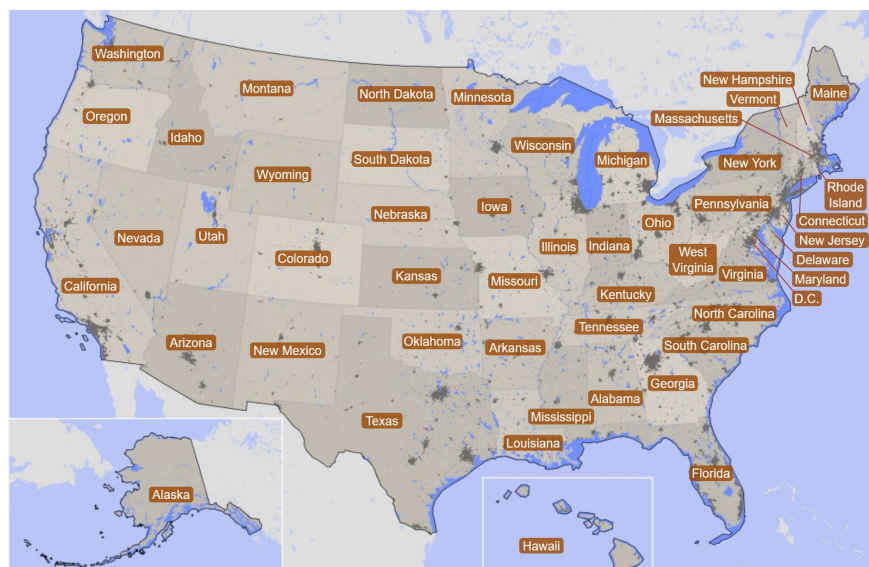 Washington
Montana
North Dakota
Minnesota
New Hampshire
Vermont
Maine
Oregon
Massachusetts
Idaho
Wisconsin
South Dakota
Michigan
New York
Wyoming
Rhode
Island
Pennsylvania
Nebraska
Iowa
Connecticut
Nevada
Utah
Ohio
New Jersey
Illinois
Indiana
Colorado
West
Virginia
Delaware
Kansas
Virginia
Maryland
California
Missouri
Kentucky
D.C.
North Carolina
Tennessee
Arizona
New Mexico
Oklahoma
Arkansas
South Carolina
Georgia
Alabama
Texas
Mississippi
Louisiana
Florida
Alaska
Hawaii